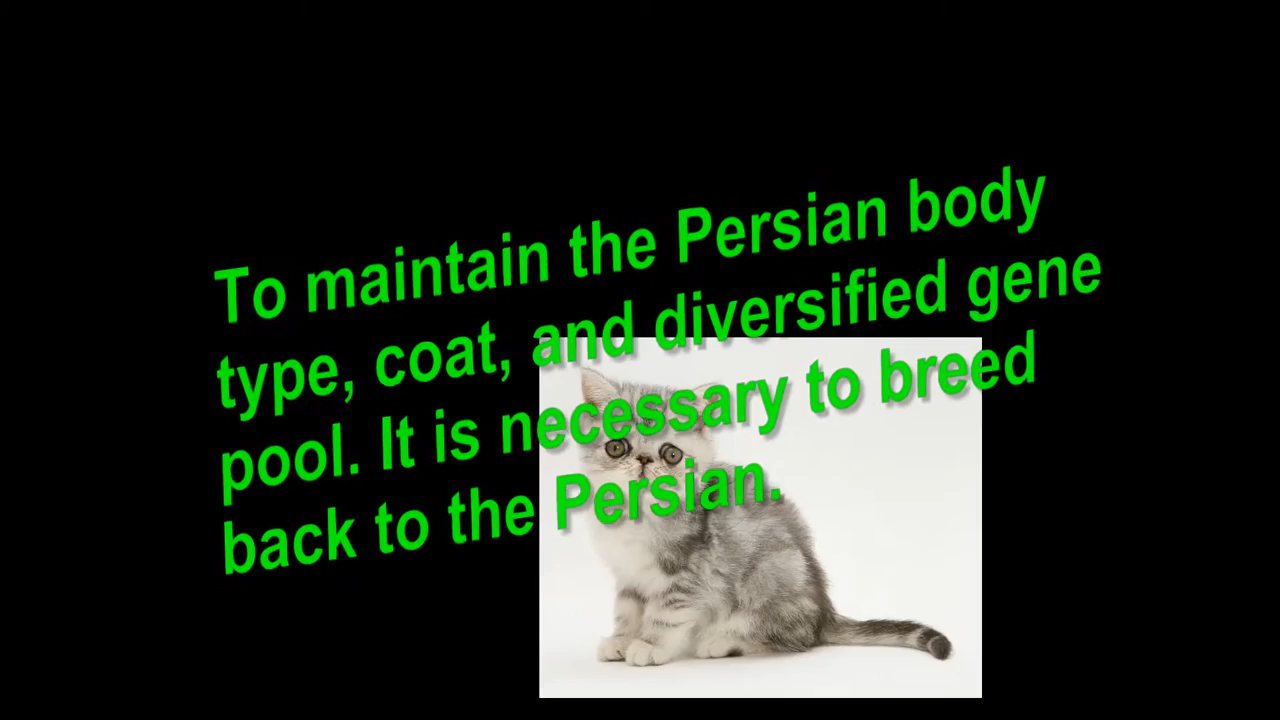 To maintain the Persian body
type, coat, and diversified gene
pool. It is necessary to breed
back to the Persian.